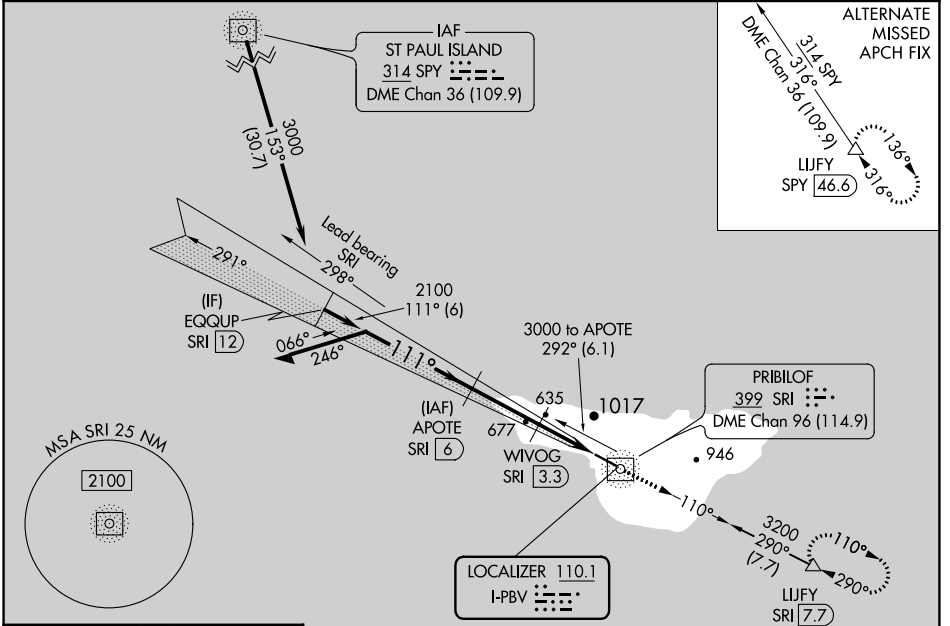 IAF
ST PAUL ISLAND
314 SPY
DME Chan 36 (109.9)
ALTERNATE
MISSED
APCH FIX
314 SPY
316°
DME Chan 36 (109.9)
136°
316°
LIJFY
SPY 46.6
3000
153°
(30.7)
Lead bearing
SRI
298°
291°
(IF)
EQQUP
SRI 12
2100
111° (6)
066°
246°
111°
3000 to APOTE
292° (6.1)
(IAF)
APOTE
SRI 6
635
1017
677
WIVOG
SRI 3.3
PRIBILOF
399 SRI
DME Chan 96 (114.9)
946
MSA SRI 25 NM
2100
110°
3200
290°
(7.7)
110°
290°
LIJFY
SRI 7.7
LOCALIZER 110.1
I-PBV